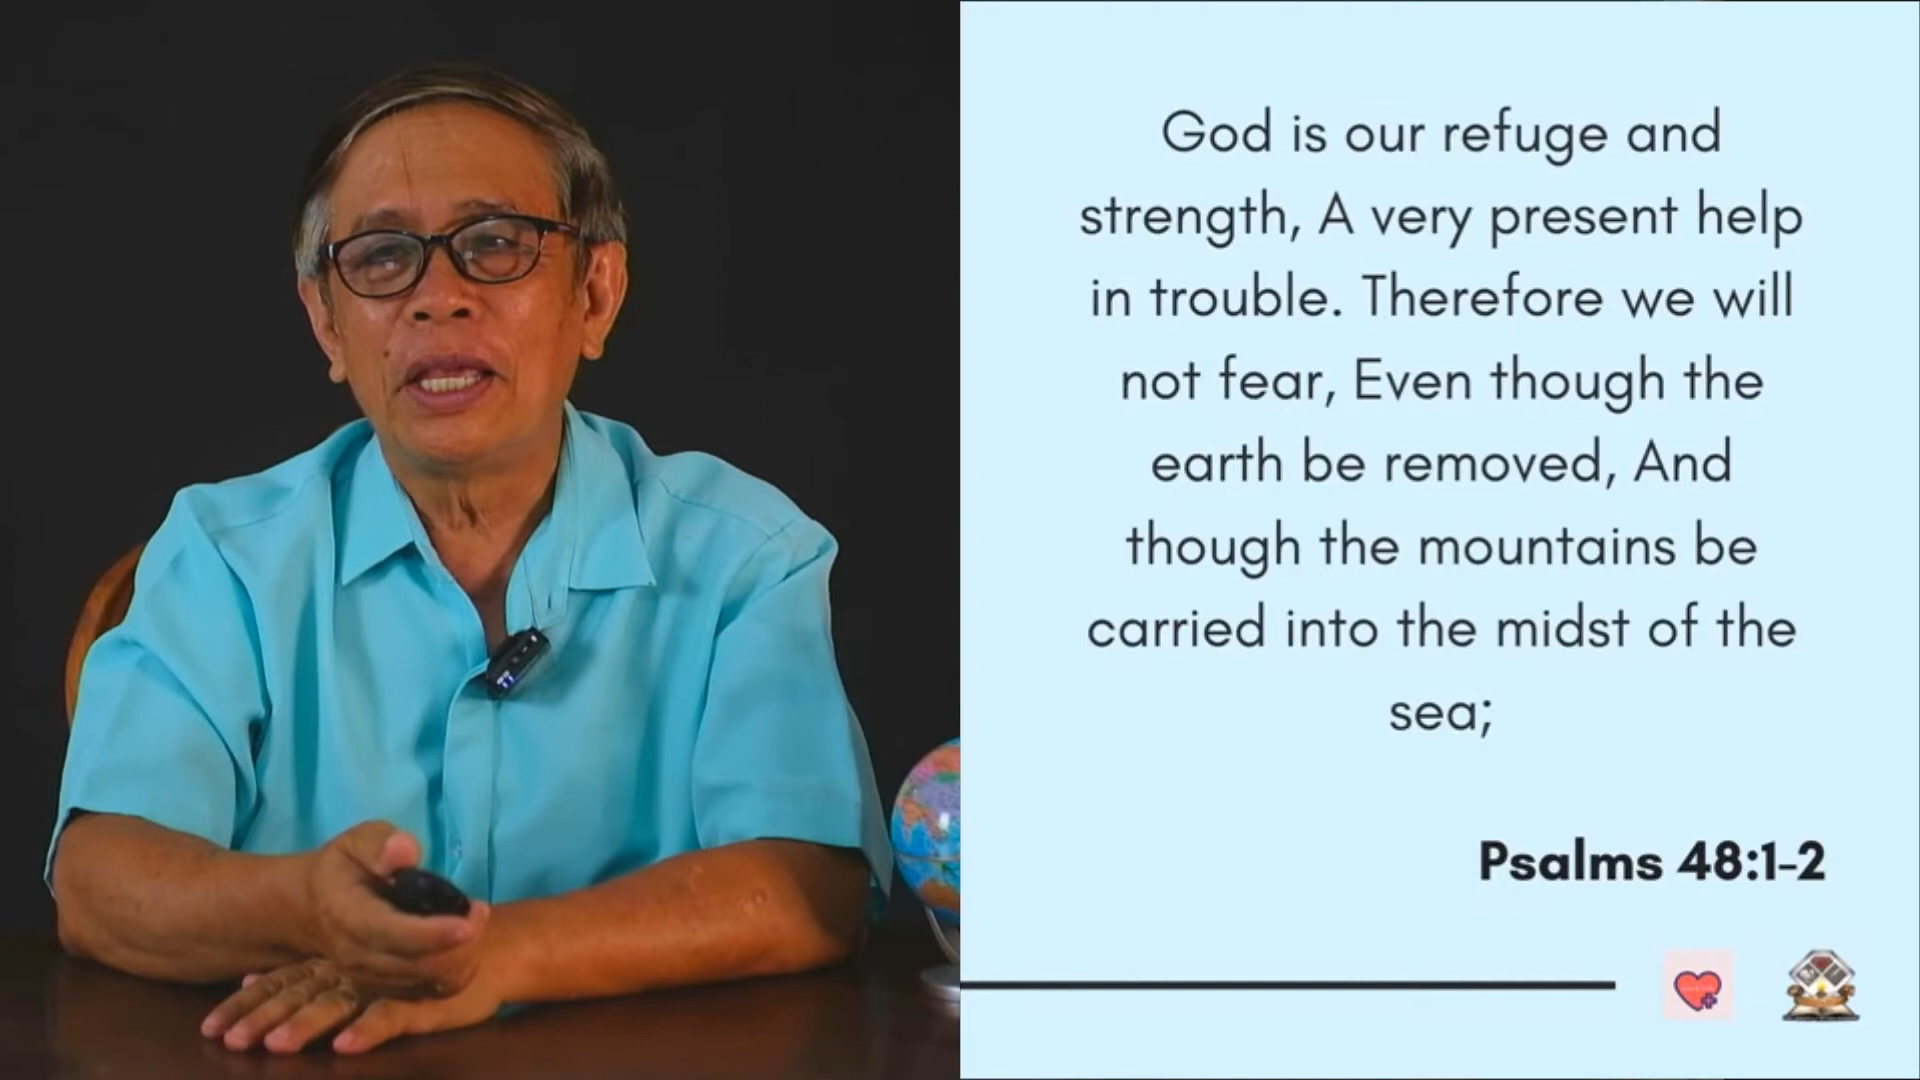 God is our refuge and
strength, A very present help
in trouble. Therefore we will
not fear, Even though the
earth be removed, And
though the mountains be
carried into the midst of the
sea;
Psalms 48:1-2